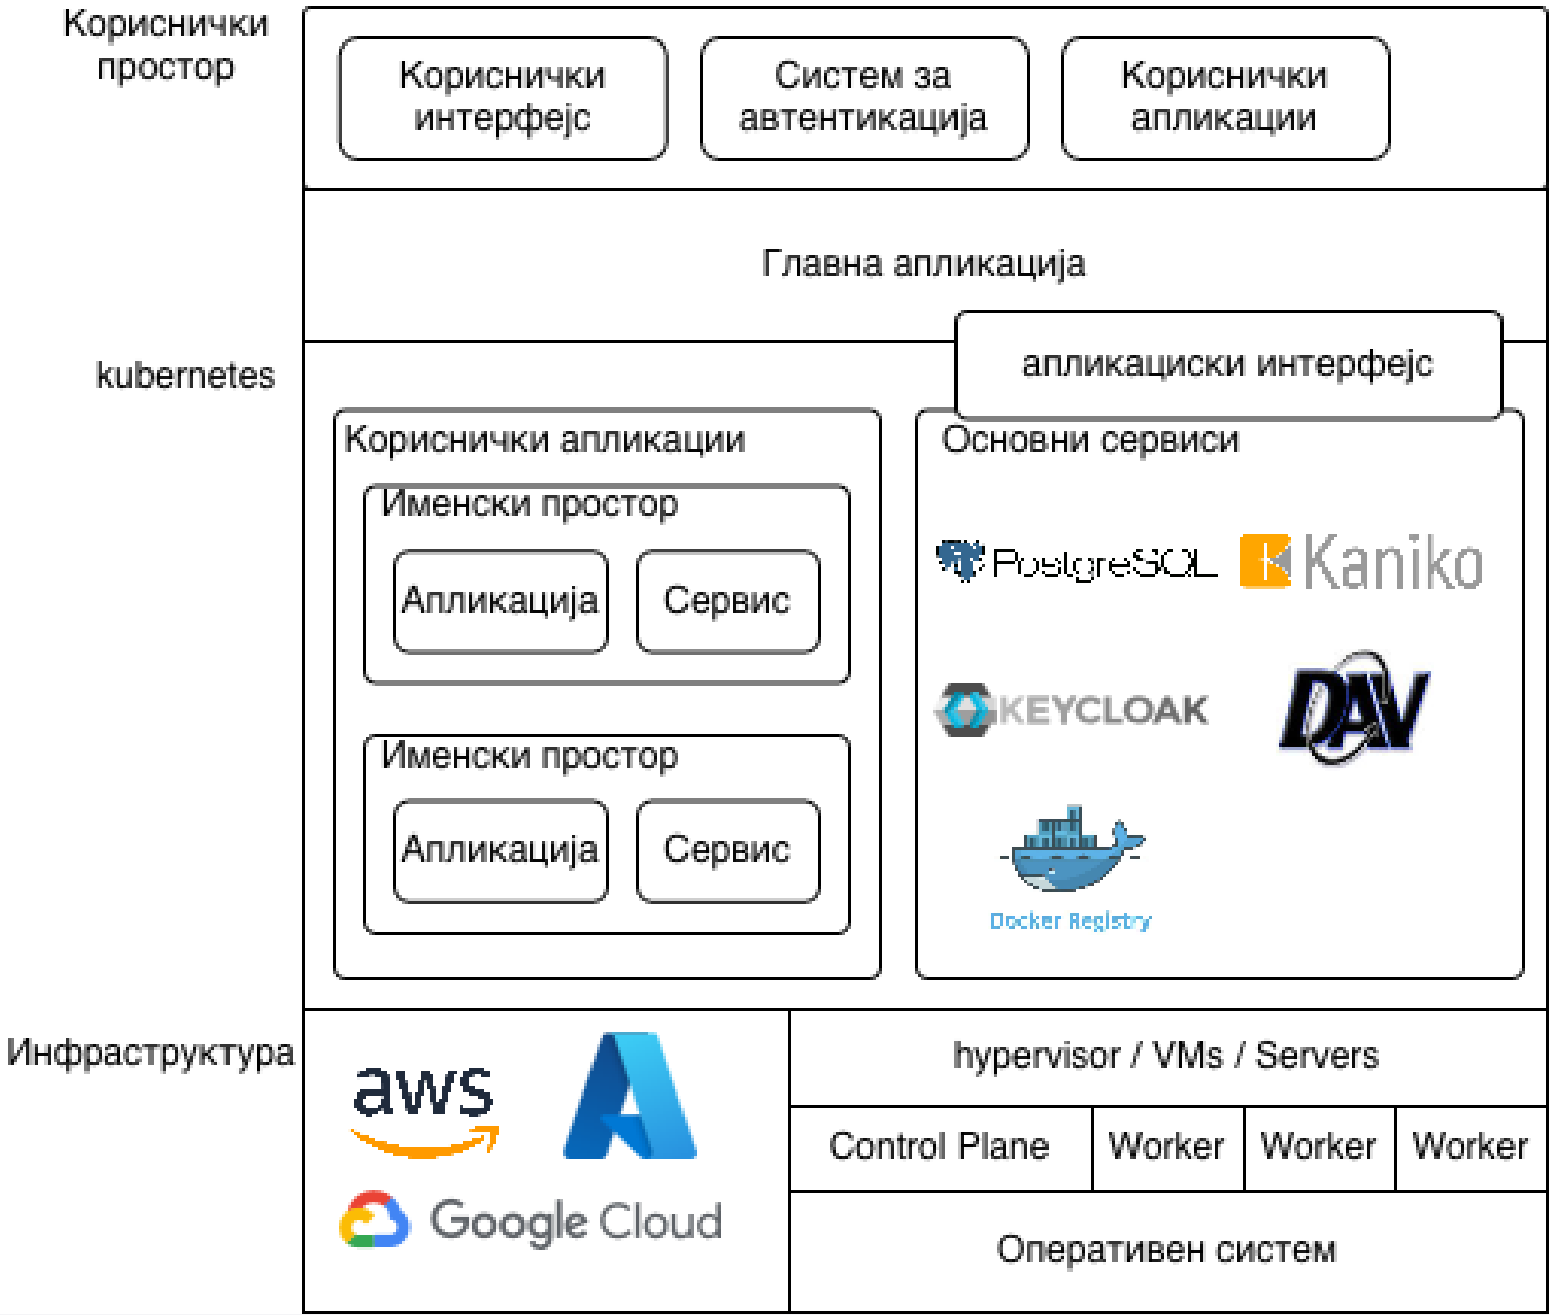 Кориснички
простор
Кориснички
интерфејс
Систем за
автентикација
Кориснички
апликации
Главна апликација
kubernetes
апликациски интерфејс
Кориснички апликации
Основни сервиси
Именски простор
Апликација
Сервис
PostgreSQL
Kaniko
KEYCLOAK
DAV
Именски простор
Апликација
Сервис
Docker Registry
Инфраструктура
aws
Google Cloud
hypervisor / VMs / Servers
Control Plane
Worker
Worker
Worker
Оперативен систем